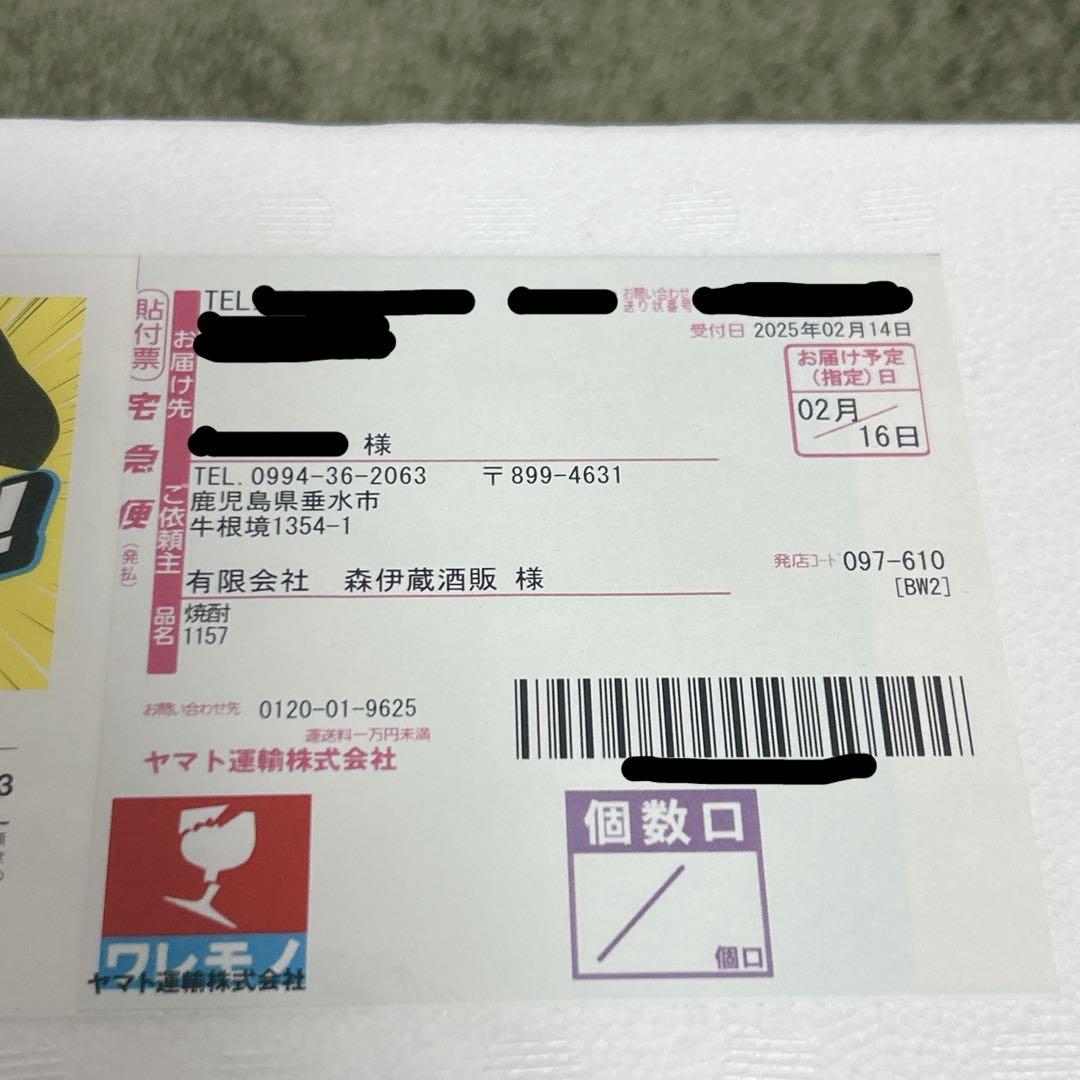 貼付票
宅急便
(発払)
お届け先
TEL.
お問い合わせ
送り状番号
受付日 2025年02月14日
お届け予定
(指定)日
02月
16日
様
ご依頼主
TEL. 0994-36-2063 〒899-4631
鹿児島県垂水市
牛根境1354-1
有限会社 森伊蔵酒販 様
発店コード 097-610
[BW2]
品名
焼酎
1157
お問い合わせ先 0120-01-9625
運送料一万円未満
ヤマト運輸株式会社
ワレモノ
ヤマト運輸株式会社
個数口
/
個口
!
3